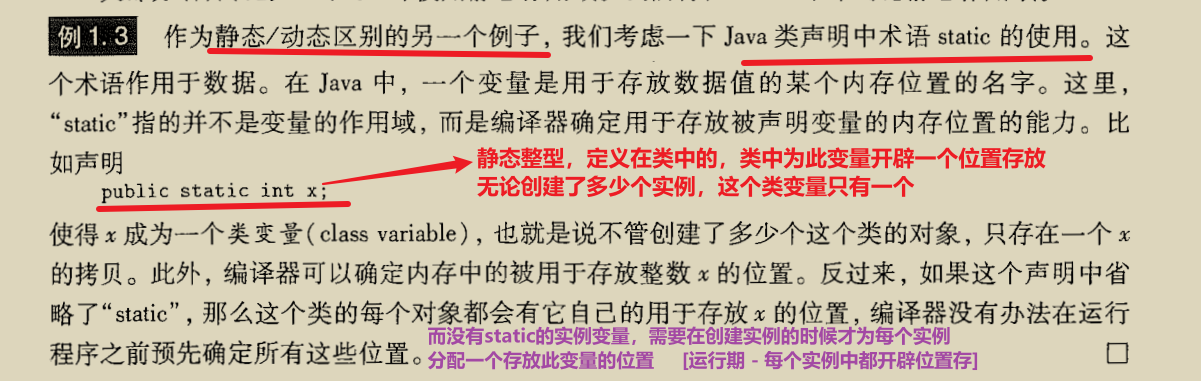 例1.3 作为静态/动态区别的另一个例子，我们考虑一下 Java 类声明中术语 static 的使用。这
个术语作用于数据。在 Java 中，一个变量是用于存放数据值的某个内存位置的名字。这里，
“static”指的并不是变量的作用域，而是编译器确定用于存放被声明变量的内存位置的能力。比
如声明
静态整型，定义在类中的，类中为此变量开辟一个位置存放
public static int x;
无论创建了多少个实例，这个类变量只有一个
使得 x 成为一个类变量(class variable)，也就是说不管创建了多少个这个类的对象，只存在一个 x
的拷贝。此外，编译器可以确定内存中的被用于存放整数 x 的位置。反过来，如果这个声明中省
略了“static”，那么这个类的每个对象都会有它自己的用于存放 x 的位置，编译器没有办法在运行
程序之前预先确定所有这些位置。
而没有static的实例变量，需要在创建实例的时候才为每个实例
分配一个存放此变量的位置 [运行期 - 每个实例中都开辟位置存]